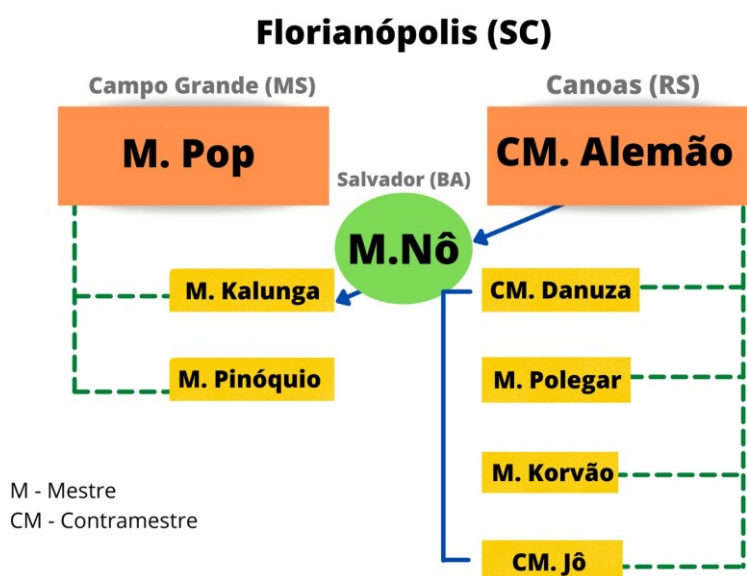 Florianópolis (SC)
Campo Grande (MS)
Canoas (RS)
M. Pop
CM. Alemão
Salvador (BA)
M.Nô
M. Kalunga
CM. Danuza
M. Pinóquio
M. Polegar
M. Korvão
M - Mestre
CM - Contramestre
CM. Jô